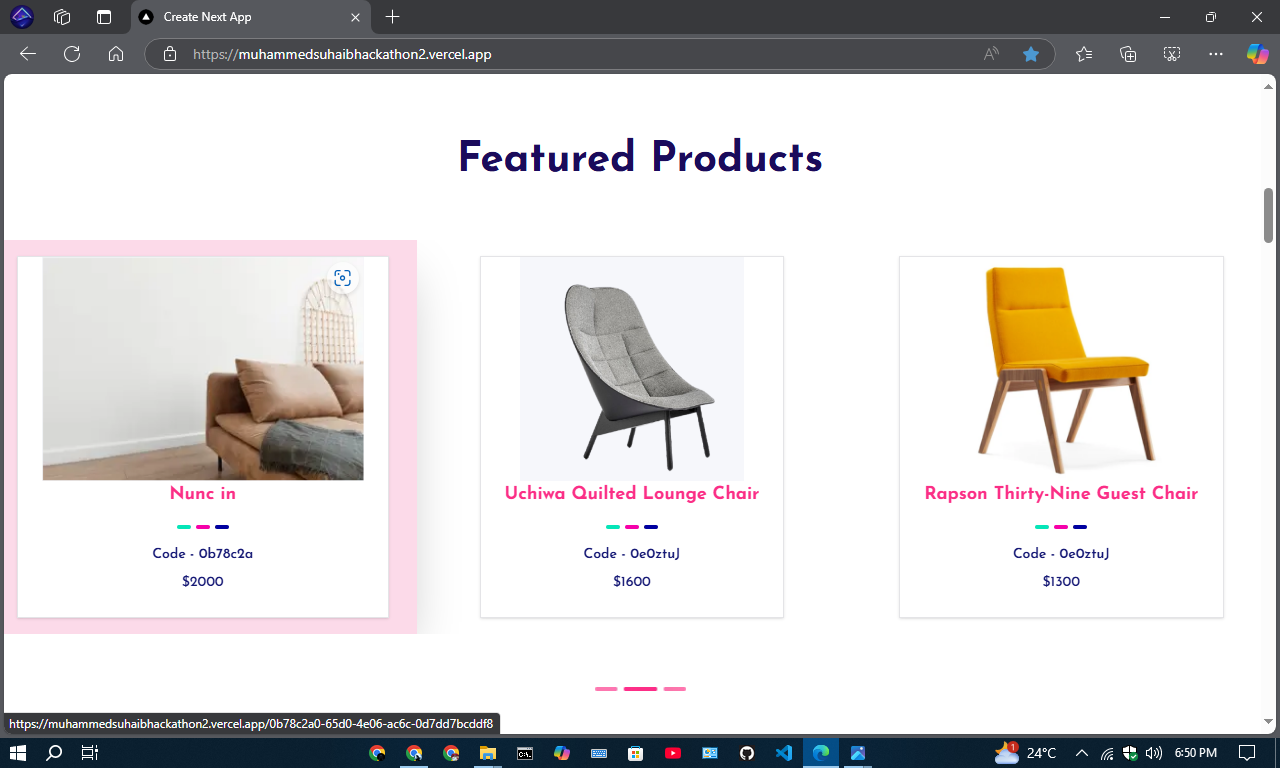 Create Next App
https://muhammedsuhaibhackathon2.vercel.app
Featured Products
Nunc in
Code - 0b78c2a
$2000
Uchiwa Quilted Lounge Chair
Code - 0e0ztuJ
$1600
Rapson Thirty-Nine Guest Chair
Code - 0e0ztuJ
$1300
https://muhammedsuhaibhackathon2.vercel.app/0b78c2a0-65d0-4e06-ac6c-0d7dd7bcddf8
1
24°C
6:50 PM